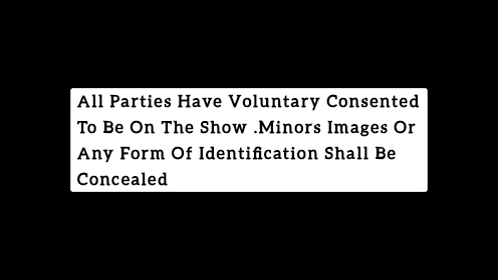 All Parties Have Voluntary Consented
To Be On The Show .Minors Images Or
Any Form Of Identification Shall Be
Concealed